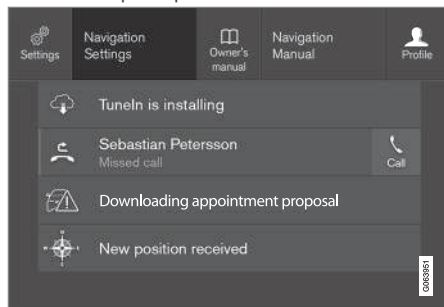 Settings
Navigation
Settings
Owner's
manual
Navigation
Manual
Profile
TuneIn is installing
Sebastian Petersson
Missed call
Call
Downloading appointment proposal
New position received
G063951